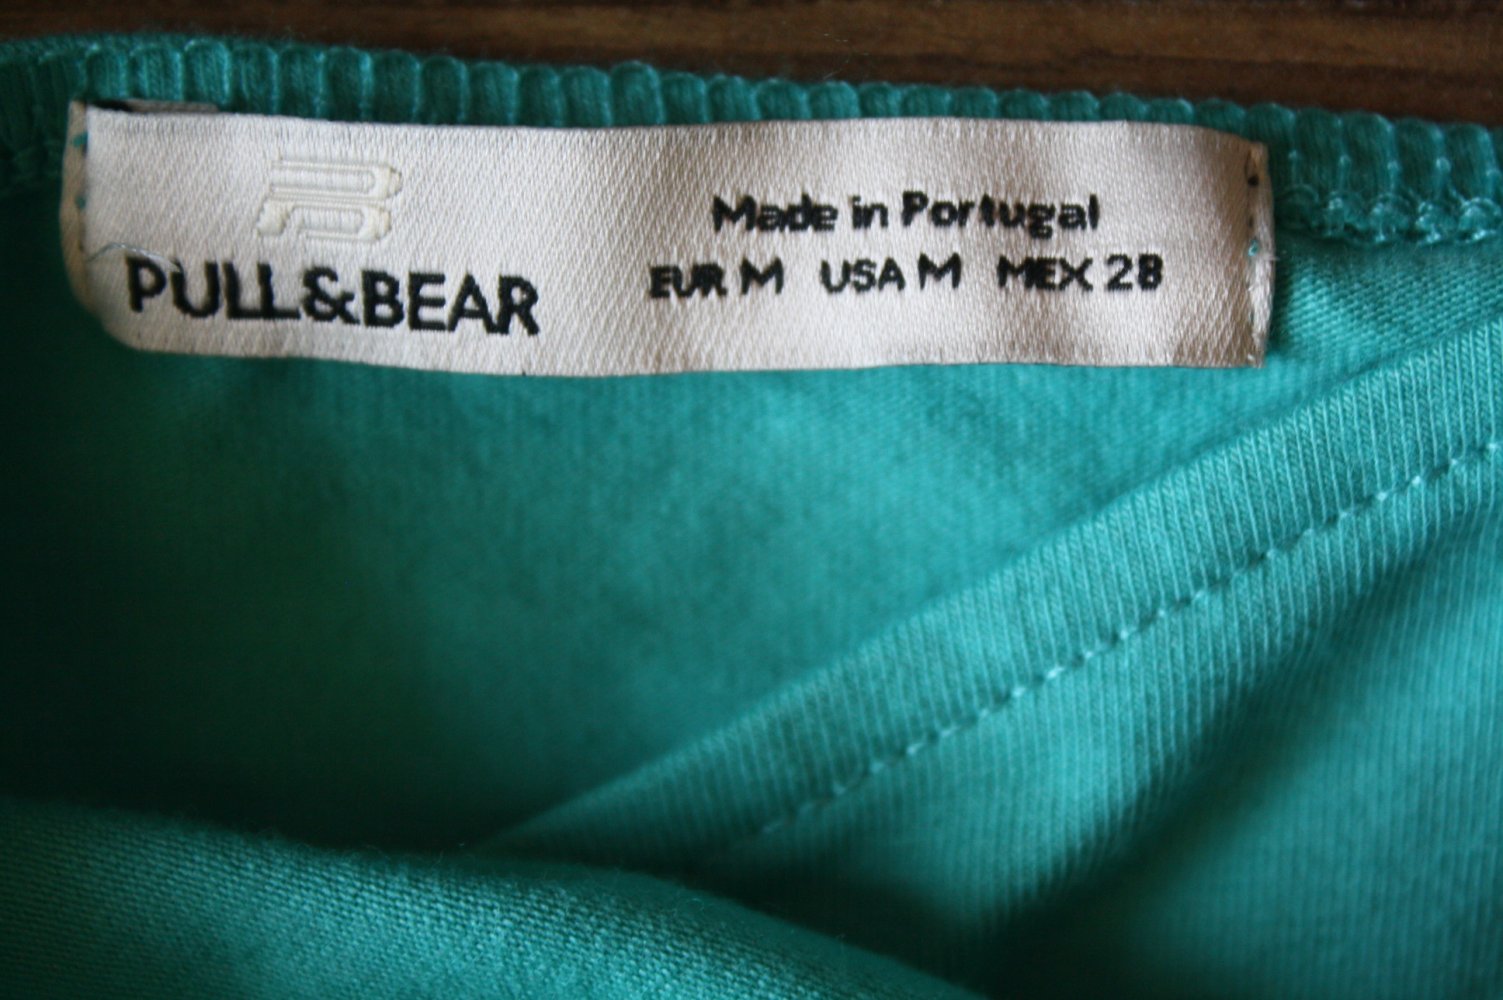 PULL&BEAR
Made in Portugal
EUR M USA M MEX 28